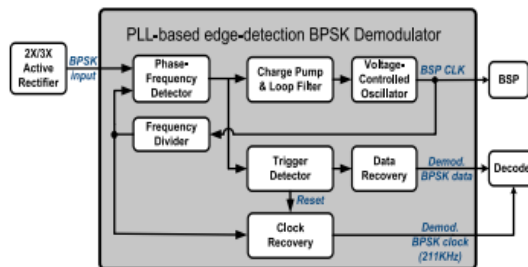 PLL-based edge-detection BPSK Demodulator
2X/3X
Active
Rectifier
BPSK
input
Phase-
Frequency
Detector
Charge Pump
& Loop Filter
Voltage-
Controlled
Oscillator
BSP CLK
BSP
Frequency
Divider
Trigger
Detector
Data
Recovery
Demod.
BPSK data
Decode
Reset
Clock
Recovery
Demod.
BPSK clock
(211KHz)